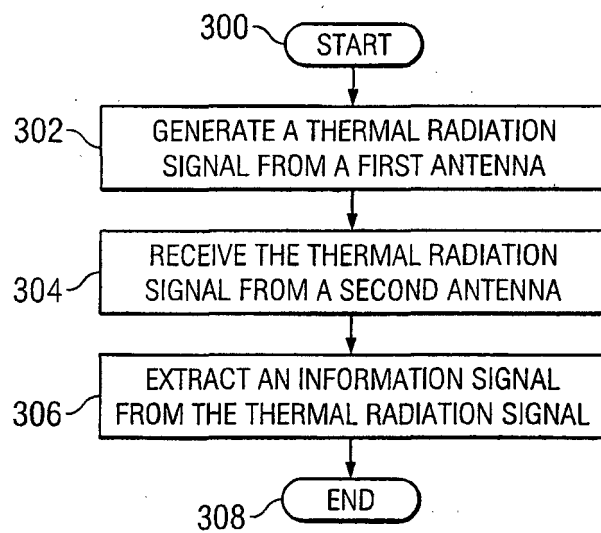 300
START
302
GENERATE A THERMAL RADIATION
SIGNAL FROM A FIRST ANTENNA
304
RECEIVE THE THERMAL RADIATION
SIGNAL FROM A SECOND ANTENNA
306
EXTRACT AN INFORMATION SIGNAL
FROM THE THERMAL RADIATION SIGNAL
308
END